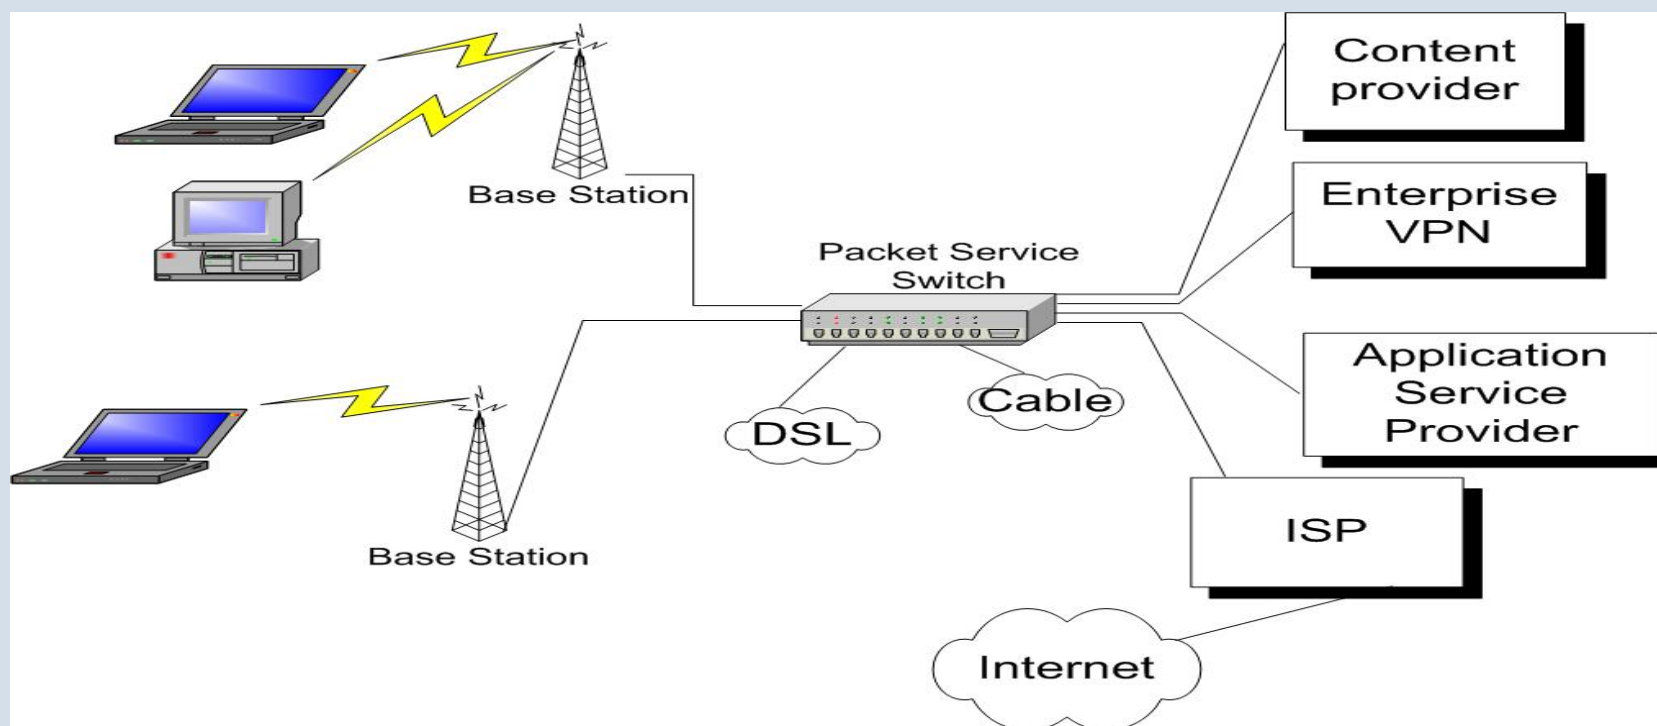 Content
provider
Base Station
Enterprise
VPN
Packet Service
Switch
Application
Service
Provider
Cable
DSL
ISP
Base Station
Internet